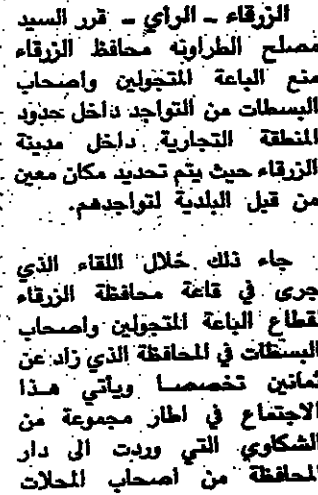 الزرقاء ـ الرأي ـ قرر السيد
مصلح الطراونه محافظ الزرقاء
منع الباعة المتجولين واصحاب
البسطات من التواجد داخل حدود
المنطقة التجارية داخل مدينة
الزرقاء حيث يتم تحديد مكان معين
من قبل البلدية لتواجدهم.
جاء ذلك خلال اللقاء الذي
جرى في قاعة محافظة الزرقاء
لقطاع الباعة المتجولين واصحاب
البسطات في المحافظة الذي زاد عن
ثمانين تخصصا ويأتي هذا
الاجتماع في اطار مجموعة من
الشكاوي التي وردت الى دار
المحافظة من أصحاب المحلات